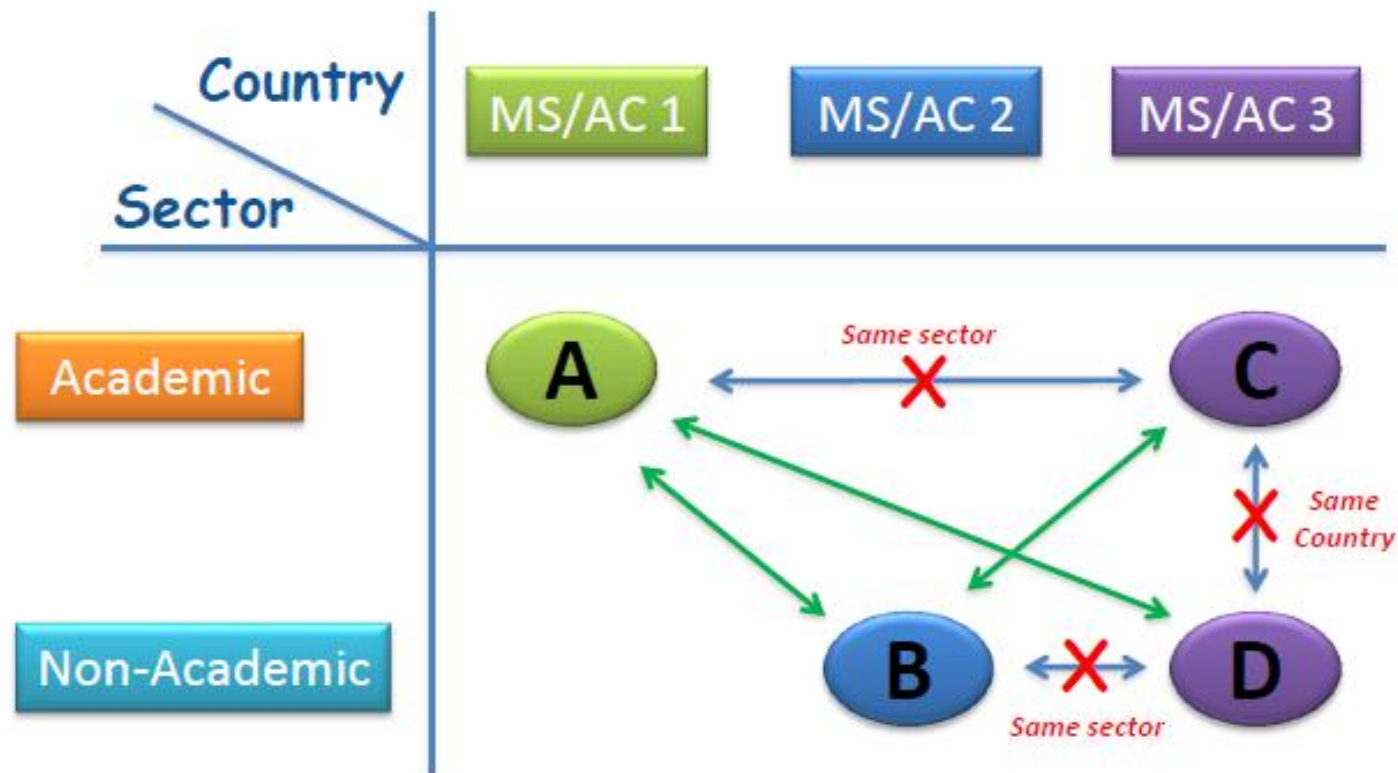 Country
MS/AC 1
MS/AC 2
MS/AC 3
Sector
Academic
A
Same sector
C
Same
Country
Non-Academic
B
D
Same sector